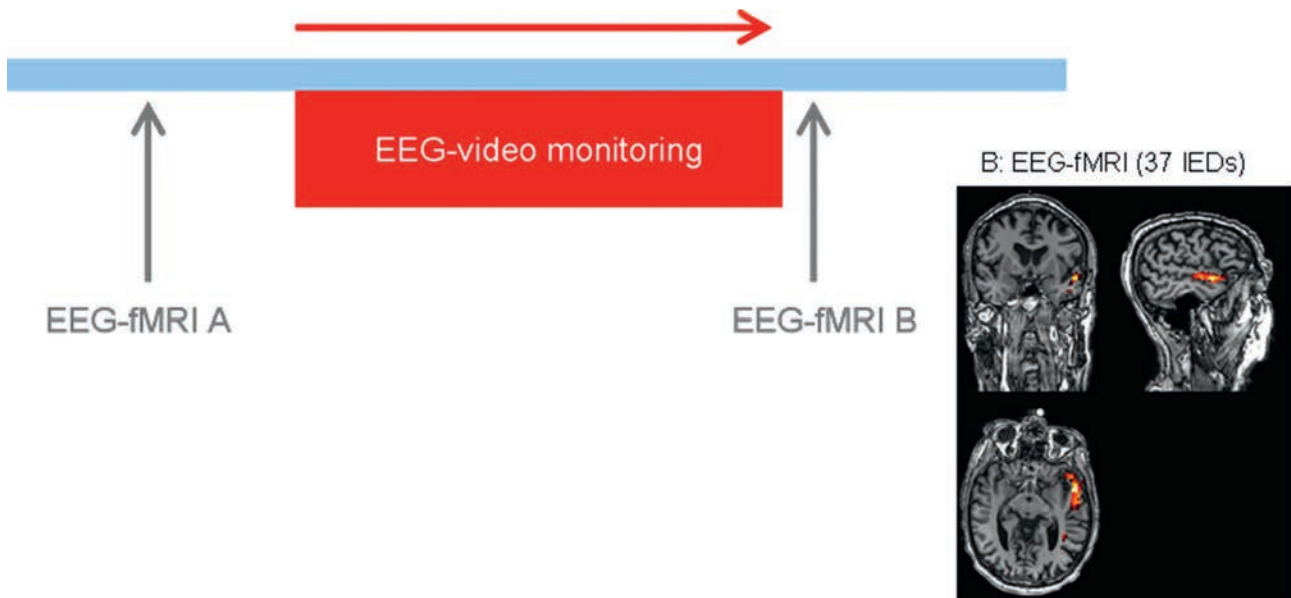 EEG-video monitoring
B: EEG-fMRI (37 IEDs)
EEG-fMRI A
EEG-fMRI B